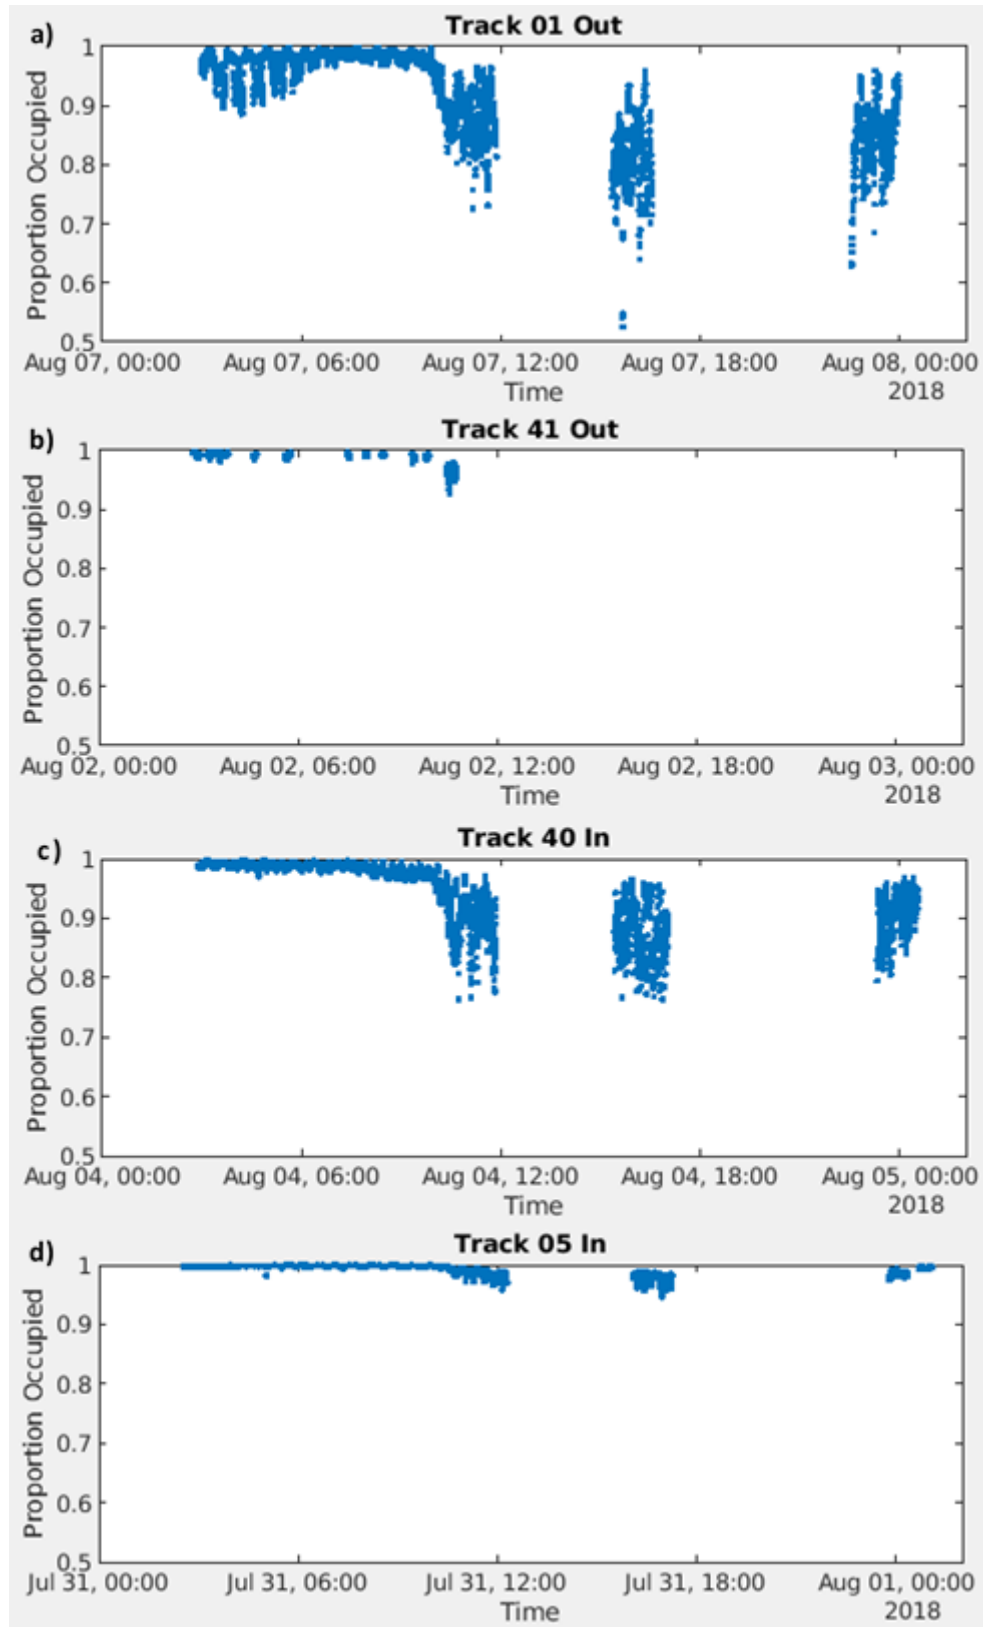 a)
Track 01 Out
Proportion Occupied
1
0.9
0.8
0.7
0.6
0.5
Aug 07, 00:00 Aug 07, 06:00 Aug 07, 12:00 Aug 07, 18:00 Aug 08, 00:00
Time
2018
b)
Track 41 Out
Proportion Occupied
1
0.9
0.8
0.7
0.6
0.5
Aug 02, 00:00 Aug 02, 06:00 Aug 02, 12:00 Aug 02, 18:00 Aug 03, 00:00
Time
2018
c)
Track 40 In
Proportion Occupied
1
0.9
0.8
0.7
0.6
0.5
Aug 04, 00:00 Aug 04, 06:00 Aug 04, 12:00 Aug 04, 18:00 Aug 05, 00:00
Time
2018
d)
Track 05 In
Proportion Occupied
1
0.9
0.8
0.7
0.6
0.5
Jul 31, 00:00 Jul 31, 06:00 Jul 31, 12:00 Jul 31, 18:00 Aug 01, 00:00
Time
2018